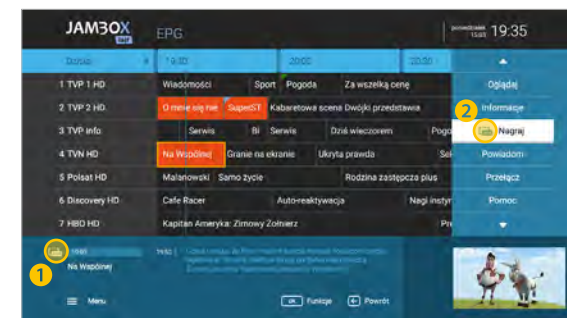 JAMBOX
EPG
19:35
Dzisiaj 19:30 20:00 20:30
1 TVP 1 HD Wiadomości Sport Pogoda Za wszelką cenę
Oglądaj
2 TVP 2 HD O mnie się nie SuperST Kabaretowa scena Dwójki przedstawia
Informacje
2
3 TVP info Serwis Bi Serwis Dziś wieczorem Pogo
Nagraj
4 TVN HD Na Wspólnej Granie na ekranie Ukryta prawda
Powiadom
5 Polsat HD Malanowski Samo życie Rodzina zastępcza plus
Przełącz
6 Discovery HD Cafe Racer Auto-reaktywacja Nagi instyn
Pomoc
7 HBO HD Kapitan Ameryka: Zimowy Żołnierz
1
Na Wspólnej
Menu
OK Funkcje Powrót